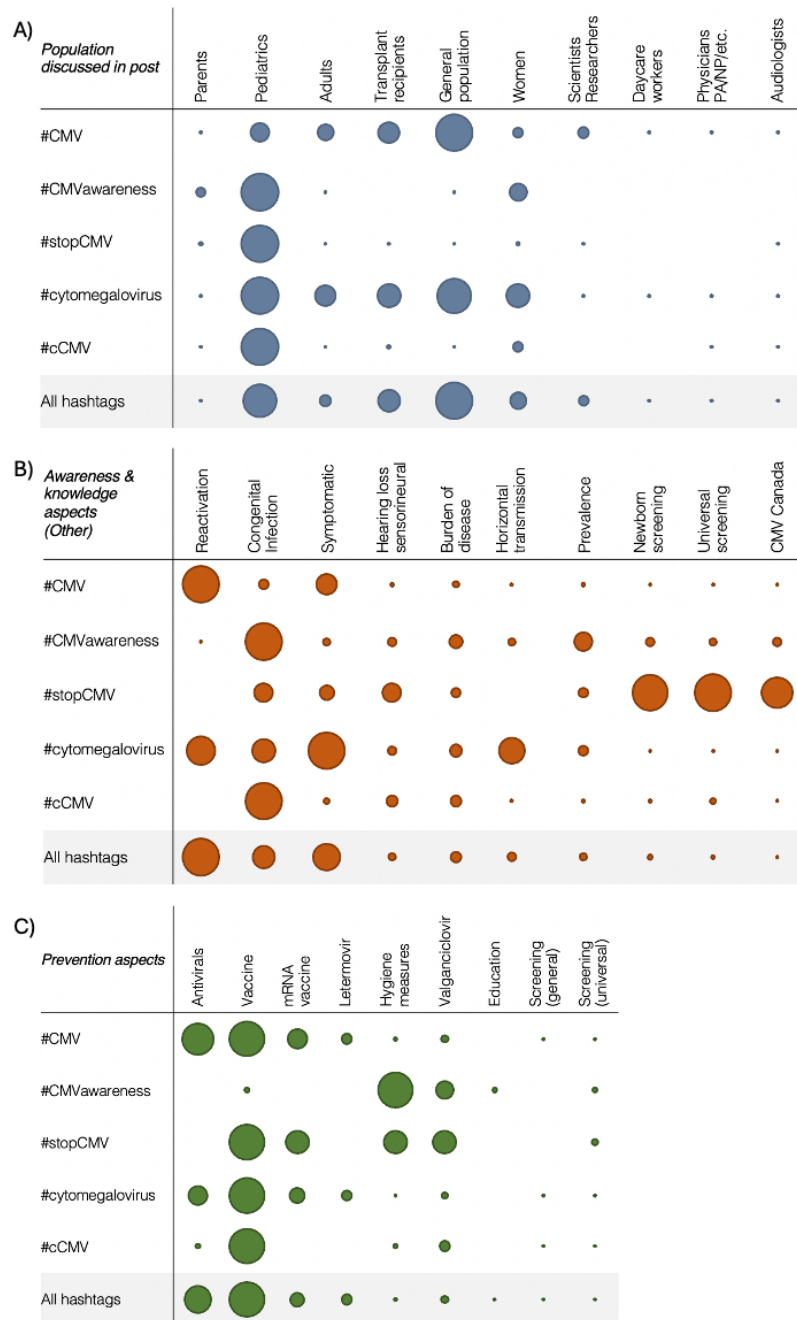 A)
Population
discussed in post
Parents
Pediatrics
Adults
Transplant
recipients
General
population
Women
Scientists
Researchers
Daycare
workers
Physicians
PA/NP/etc.
Audiologists
#CMV
#CMVawareness
#stopCMV
#cytomegalovirus
#cCMV
All hashtags
B)
Awareness &
knowledge
aspects
(Other)
Reactivation
Congenital
Infection
Symptomatic
Hearing loss
sensorineural
Burden of
disease
Horizontal
transmission
Prevalence
Newborn
screening
Universal
screening
CMV Canada
#CMV
#CMVawareness
#stopCMV
#cytomegalovirus
#cCMV
All hashtags
C)
Prevention aspects
Antivirals
Vaccine
mRNA
vaccine
Letermovir
Hygiene
measures
Valganciclovir
Education
Screening
(general)
Screening
(universal)
#CMV
#CMVawareness
#stopCMV
#cytomegalovirus
#cCMV
All hashtags